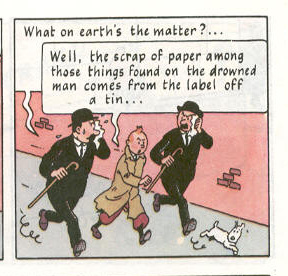 What on earth's the matter?...
Well, the scrap of paper among
those things found on the drowned
man comes from the label off
a tin...